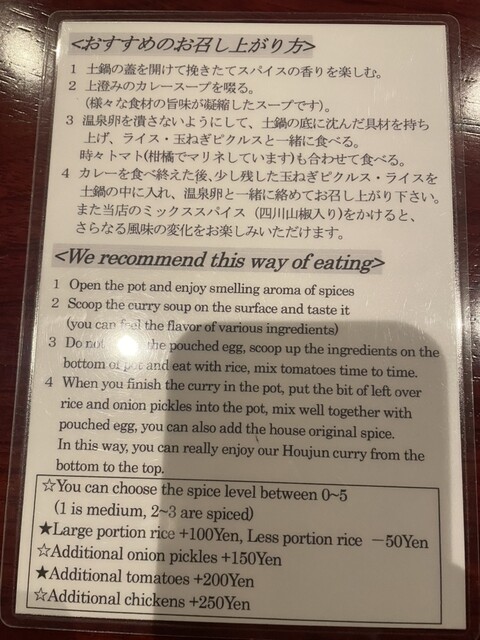 <おすすめのお召し上がり方>
1 土鍋の蓋を開けて挽きたてスパイスの香りを楽しむ。
2 上澄みのカレースープを啜る。
(様々な食材の旨味が凝縮したスープです)。
3 温泉卵を潰さないようにして、土鍋の底に沈んだ具材を持ち
上げ、ライス・玉ねぎピクルスと一緒に食べる。
時々トマト(柑橘でマリネしています)も合わせて食べる。
4 カレーを食べ終えた後、少し残した玉ねぎピクルス・ライスを
土鍋の中に入れ、温泉卵と一緒に絡めてお召し上がり下さい。
また当店のミックススパイス (四川山椒入り)をかけると、
さらなる風味の変化をお楽しみいただけます。
<We recommend this way of eating>
1 Open the pot and enjoy smelling aroma of spices
2 Scoop the curry soup on the surface and taste it
(you can feel the flavor of various ingredients)
3 Do not the pouched egg, scoop up the ingredients on the
bottom of pot and eat with rice, mix tomatoes time to time.
4 When you finish the curry in the pot, put the bit of left over
rice and onion pickles into the pot, mix well together with
pouched egg, you can also add the house original spice.
In this way, you can really enjoy our Houjun curry from the
bottom to the top.
☆You can choose the spice level between 0~5
(1 is medium, 2~3 are spiced)
★Large portion rice +100Yen, Less portion rice −50Yen
☆Additional onion pickles +150Yen
★Additional tomatoes +200Yen
☆Additional chickens +250Yen